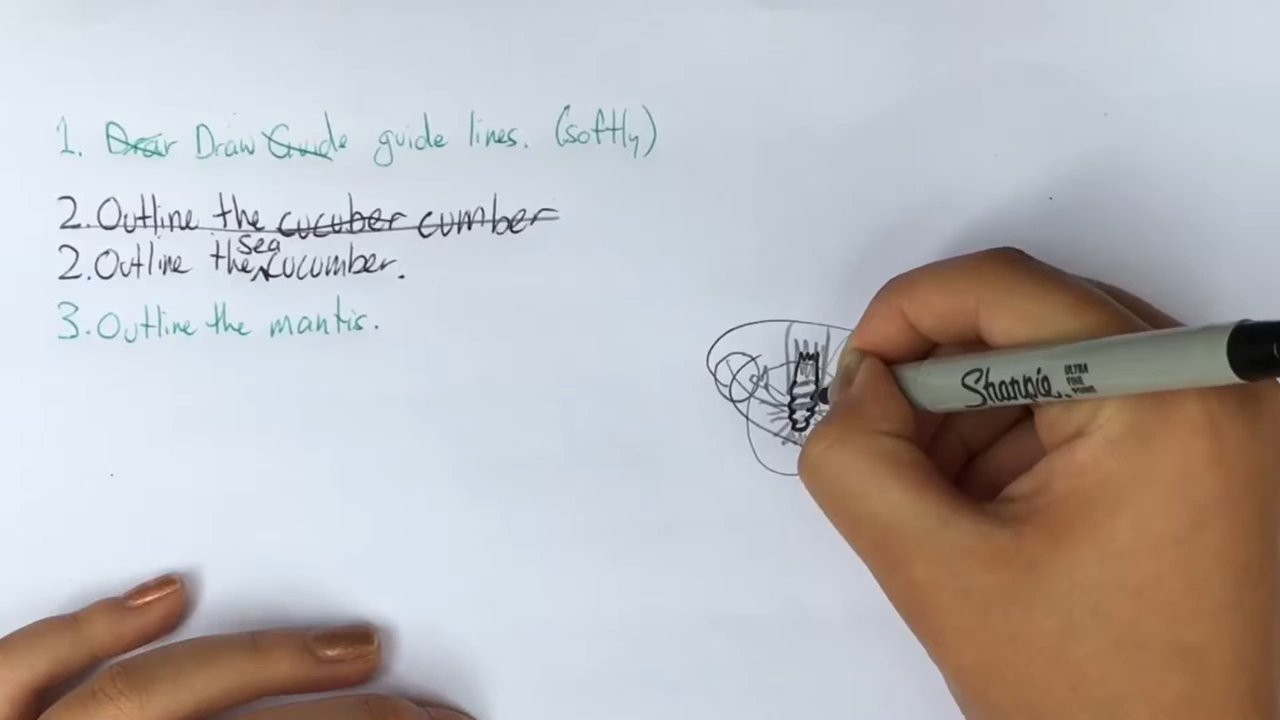 1. Drar Draw Guide guide lines. (softly)
2. Outline the cucuber cumber
2. Outline the sea cucumber.
3. Outline the mantis.
Sharpie.
ULTRA
FINE
POINT